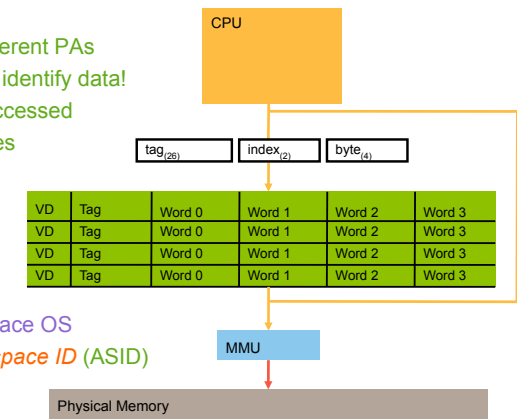 CPU
erent PAs
identify data!
ccessed
es
tag(26) index(2) byte(4)
VD Tag Word 0 Word 1 Word 2 Word 3
VD Tag Word 0 Word 1 Word 2 Word 3
VD Tag Word 0 Word 1 Word 2 Word 3
VD Tag Word 0 Word 1 Word 2 Word 3
ace OS
MMU
space ID (ASID)
Physical Memory